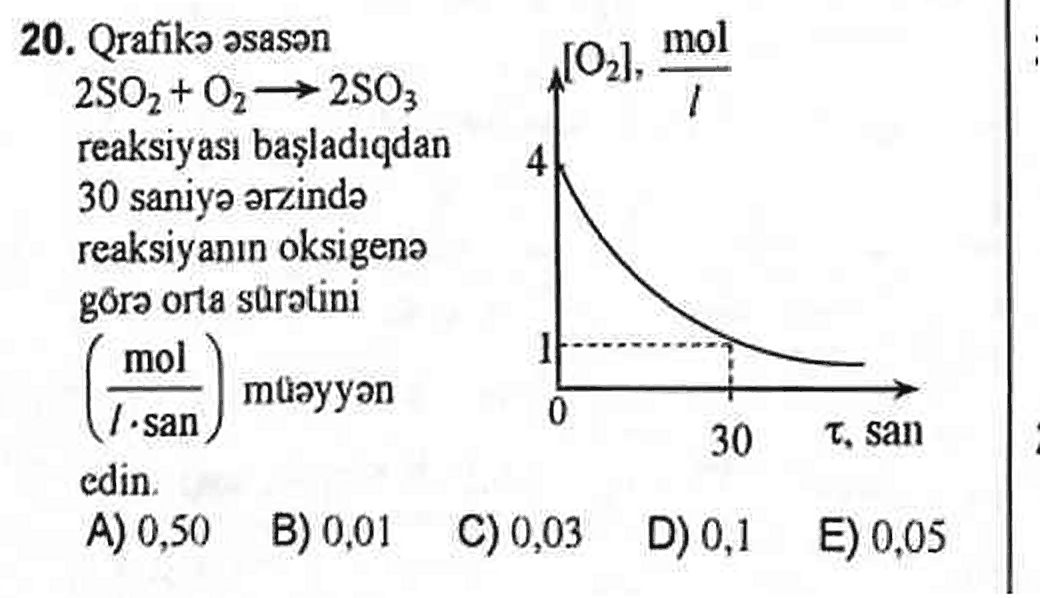 20. Qrafikə əsasən
2SO₂ + O₂ → 2SO₃
reaksiyası başladıqdan
30 saniyə ərzində
reaksiyanın oksigenə
görə orta sürətini
(mol / l · san) müəyyən
edin.
[O₂], mol / l
4
1
0
30
τ, san
A) 0,50 B) 0,01 C) 0,03 D) 0,1 E) 0,05